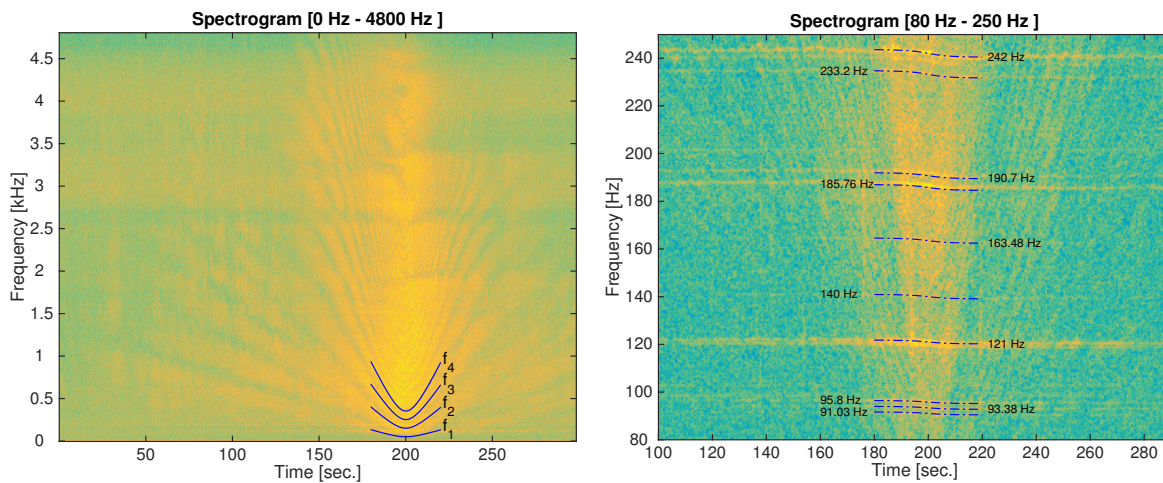 Spectrogram [0 Hz - 4800 Hz ]
4.5
4
3.5
3
2.5
2
1.5
1
0.5
0
Frequency [kHz]
f4
f3
f2
f1
50
100
150
200
250
Time [sec.]
Spectrogram [80 Hz - 250 Hz ]
240
220
200
180
160
140
120
100
80
Frequency [Hz]
242 Hz
233.2 Hz
190.7 Hz
185.76 Hz
163.48 Hz
140 Hz
121 Hz
95.8 Hz
93.38 Hz
91.03 Hz
100
120
140
160
180
200
220
240
260
280
Time [sec.]